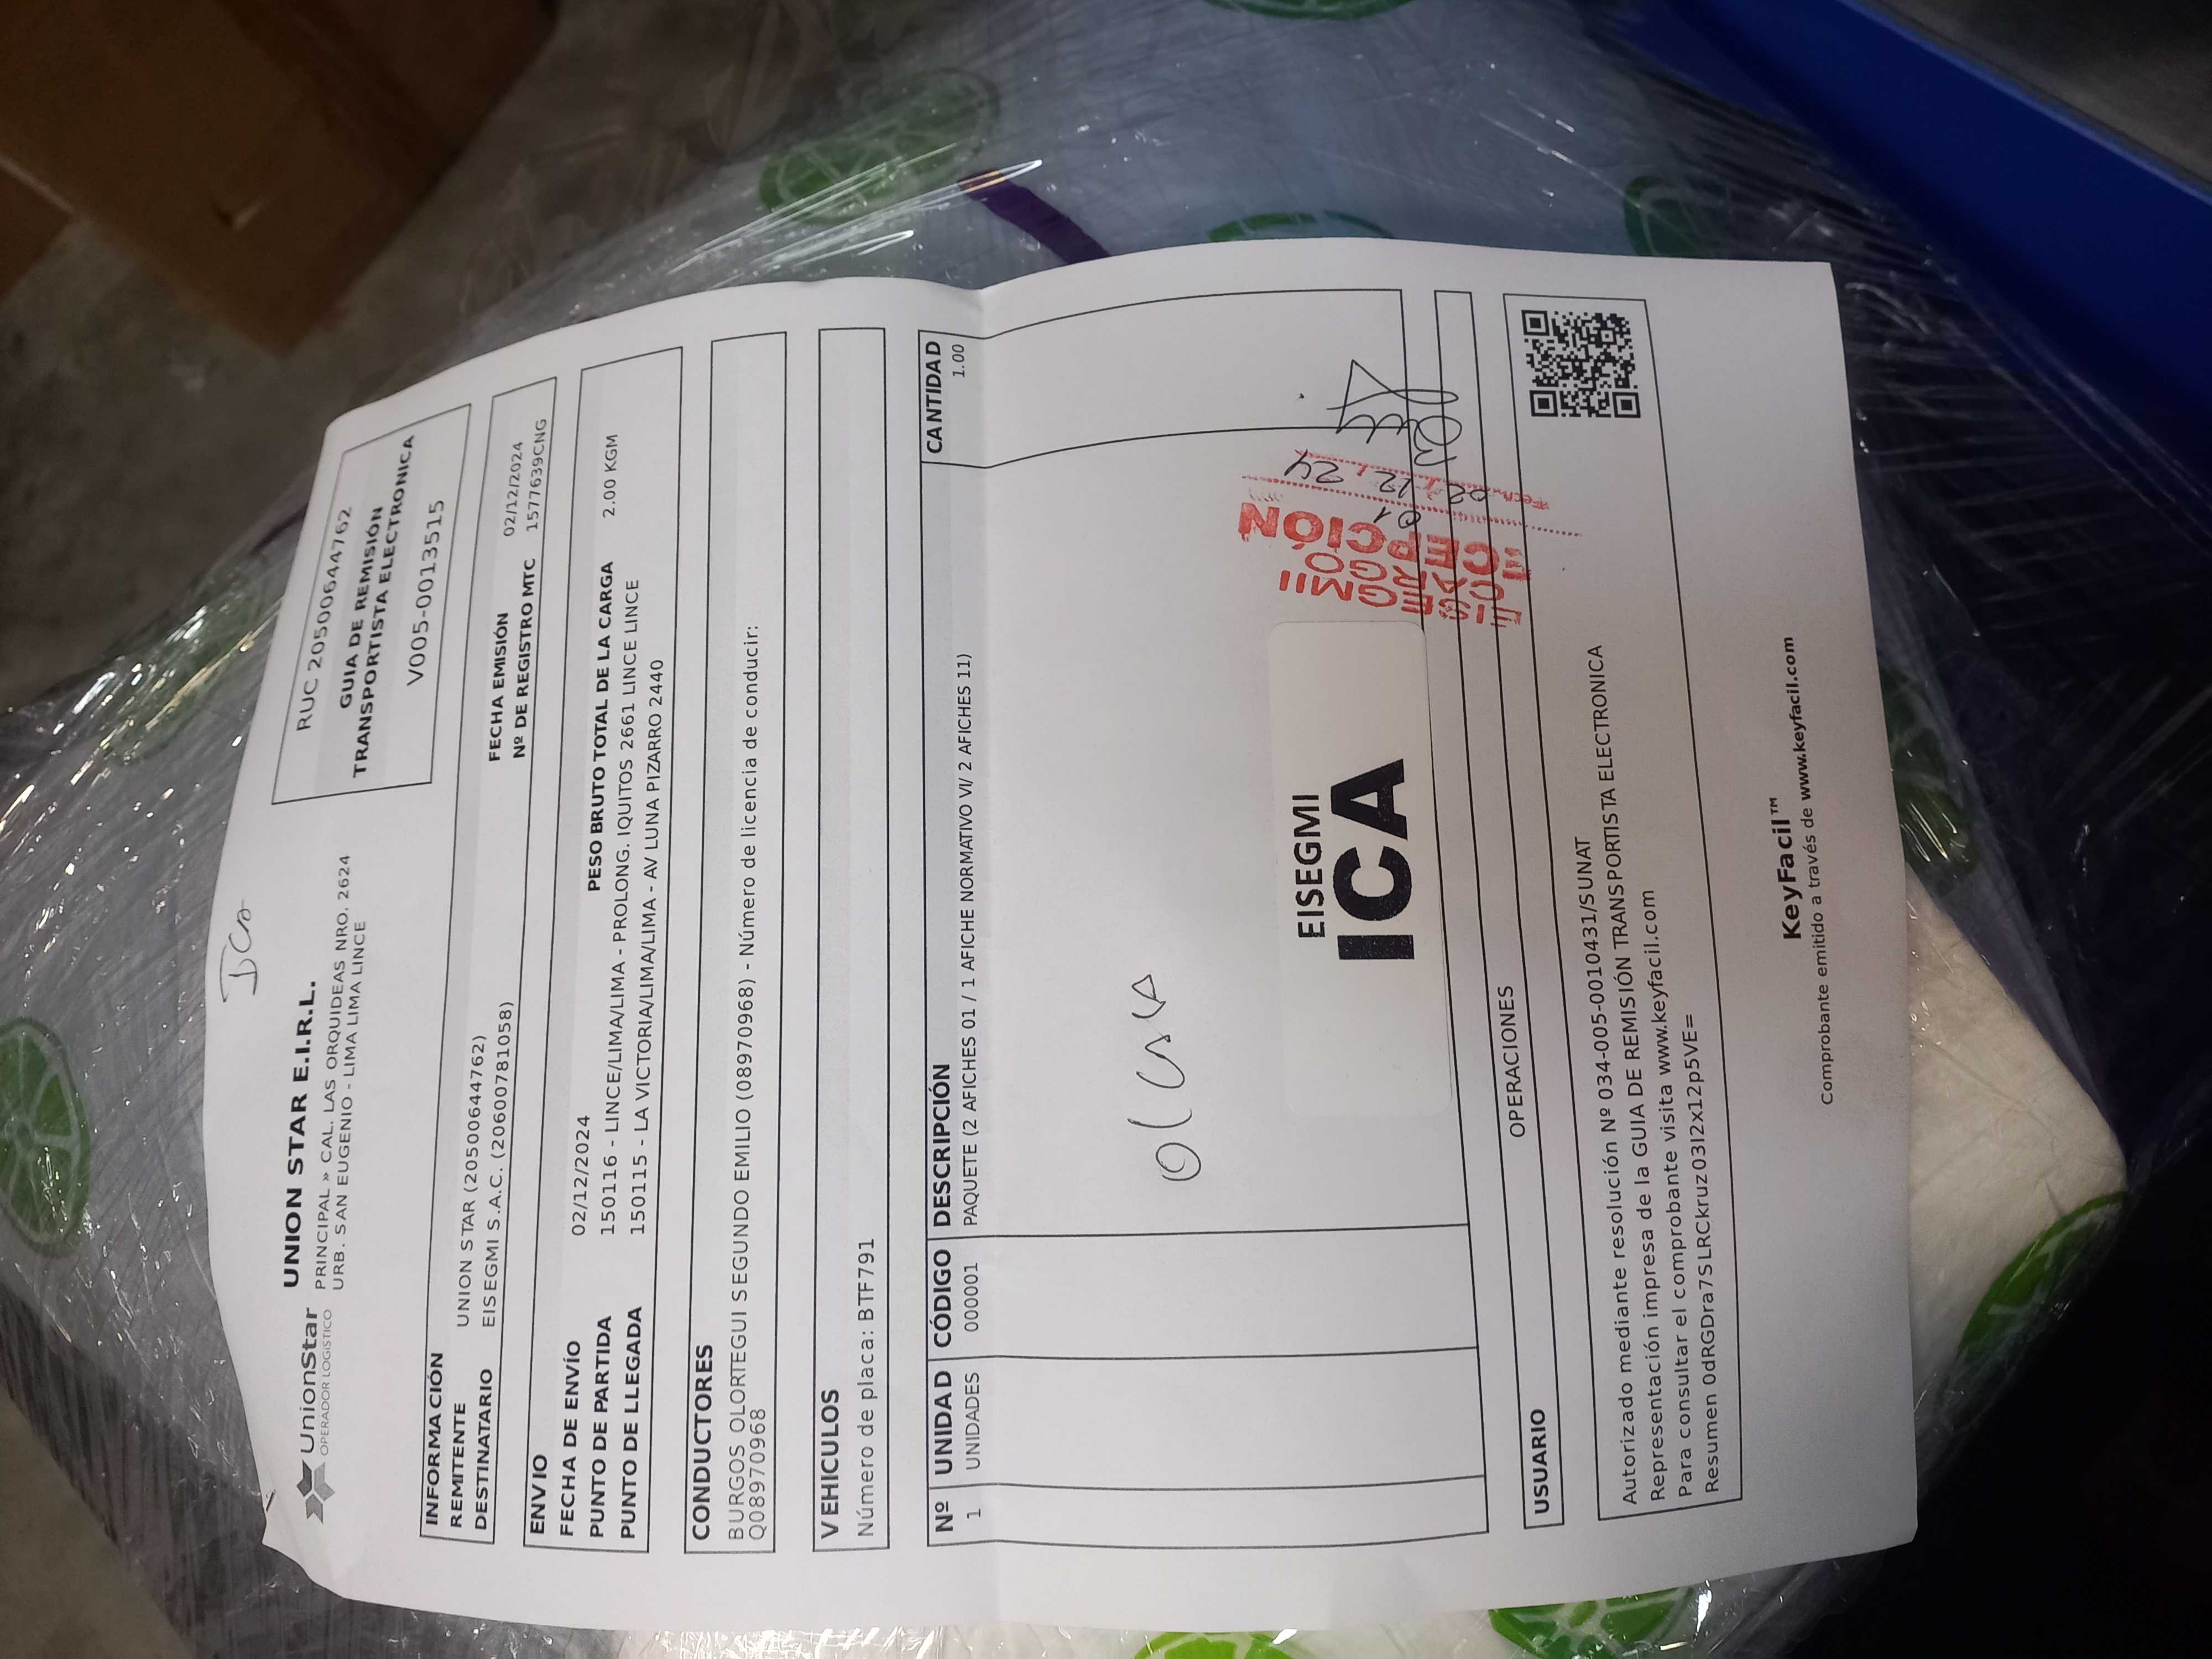 Ica
UnionStar
OPERADOR LOGISTICO
UNION STAR E.I.R.L.
PRINCIPAL » CAL. LAS ORQUIDEAS NRO. 2624
URB. SAN EUGENIO - LIMA LIMA LINCE
RUC 20500644762
GUIA DE REMISIÓN
TRANSPORTISTA ELECTRONICA
V005-0013515
INFORMACIÓN
REMITENTE UNION STAR (20500644762)
DESTINATARIO EISEGMI S.A.C. (20600781058)
FECHA EMISIÓN 02/12/2024
Nº DE REGISTRO MTC 1577639CNG
ENVIO
FECHA DE ENVÍO 02/12/2024 PESO BRUTO TOTAL DE LA CARGA 2.00 KGM
PUNTO DE PARTIDA 150116 - LINCE/LIMA/LIMA - PROLONG. IQUITOS 2661 LINCE LINCE
PUNTO DE LLEGADA 150115 - LA VICTORIA/LIMA/LIMA - AV LUNA PIZARRO 2440
CONDUCTORES
BURGOS OLORTEGUI SEGUNDO EMILIO (08970968) - Número de licencia de conducir:
Q08970968
VEHICULOS
Número de placa: BTF791
Nº UNIDAD CÓDIGO DESCRIPCIÓN CANTIDAD
1 UNIDADES 000001 PAQUETE (2 AFICHES 01 / 1 AFICHE NORMATIVO VI/ 2 AFICHES 11) 1.00
EISEGMI
ICA
EISEGMII
CARGO
RECEPCIÓN
01
02 12 24
USUARIO OPERACIONES
Autorizado mediante resolución Nº 034-005-0010431/SUNAT
Representación impresa de la GUIA DE REMISIÓN TRANSPORTISTA ELECTRONICA
Para consultar el comprobante visita www.keyfacil.com
Resumen 0dRGDra7SLRCkruz03I2x12p5VE=
KeyFacil™
Comprobante emitido a través de www.keyfacil.com